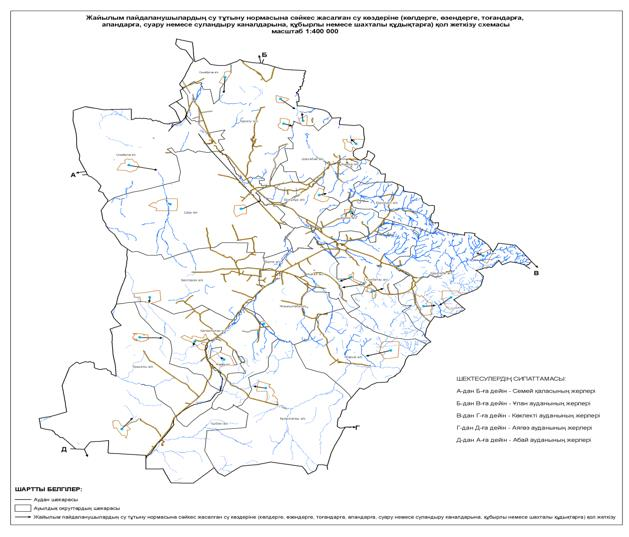 Жайылым пайдаланушылардың су тұтыну нормасына сәйкес жасалған су көздеріне (көлдерге, өзендерге, тоғандарға,
апандарға, суару немесе суландыру каналдарына, құбырлы немесе шахталы құдықтарға) қол жеткізу схемасы
масштаб 1:400 000
Б
А
В
Г
Д
ШЕКТЕСУЛЕРДІҢ СИПАТТАМАСЫ:
А-дан Б-ға дейін - Семей қаласының жерлері
Б-дан В-ға дейін - Ұлан ауданының жерлері
В-дан Г-ға дейін - Көкпекті ауданының жерлері
Г-дан Д-ға дейін - Аягөз ауданының жерлері
Д-дан А-ға дейін - Абай ауданының жерлері
ШАРТТЫ БЕЛГІЛЕР:
Аудан шекарасы
Ауылдық округтардың шекарасы
Жайылым пайдаланушылардың су тұтыну нормасына сәйкес жасалған су көздеріне (көлдерге, өзендерге, тоғандарға, апандарға, суару немесе суландыру каналдарына, құбырлы немесе шахталы құдықтарға) қол жеткізу